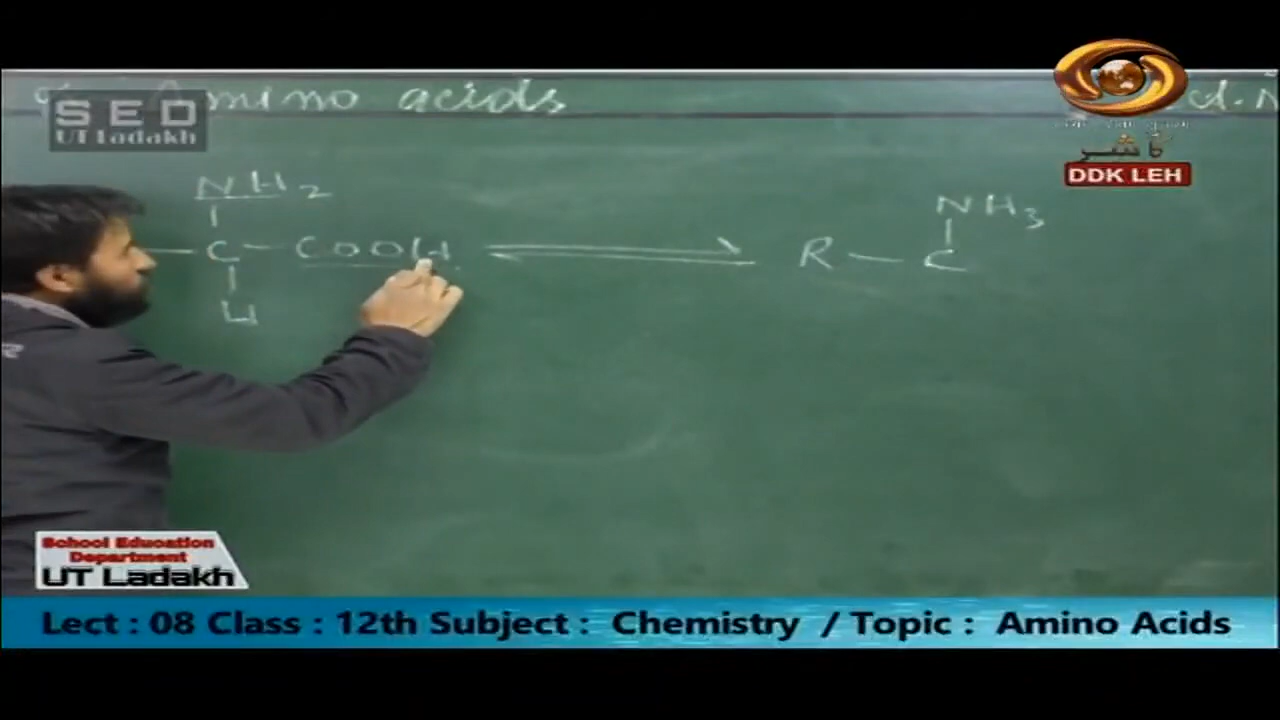 Amino acids
SED
UT Ladakh
کأشر
DDK LEH
NH2
C — COOH ⇌ R — C
H
NH3
School Education
Department
UT Ladakh
Lect : 08 Class : 12th Subject : Chemistry / Topic : Amino Acids